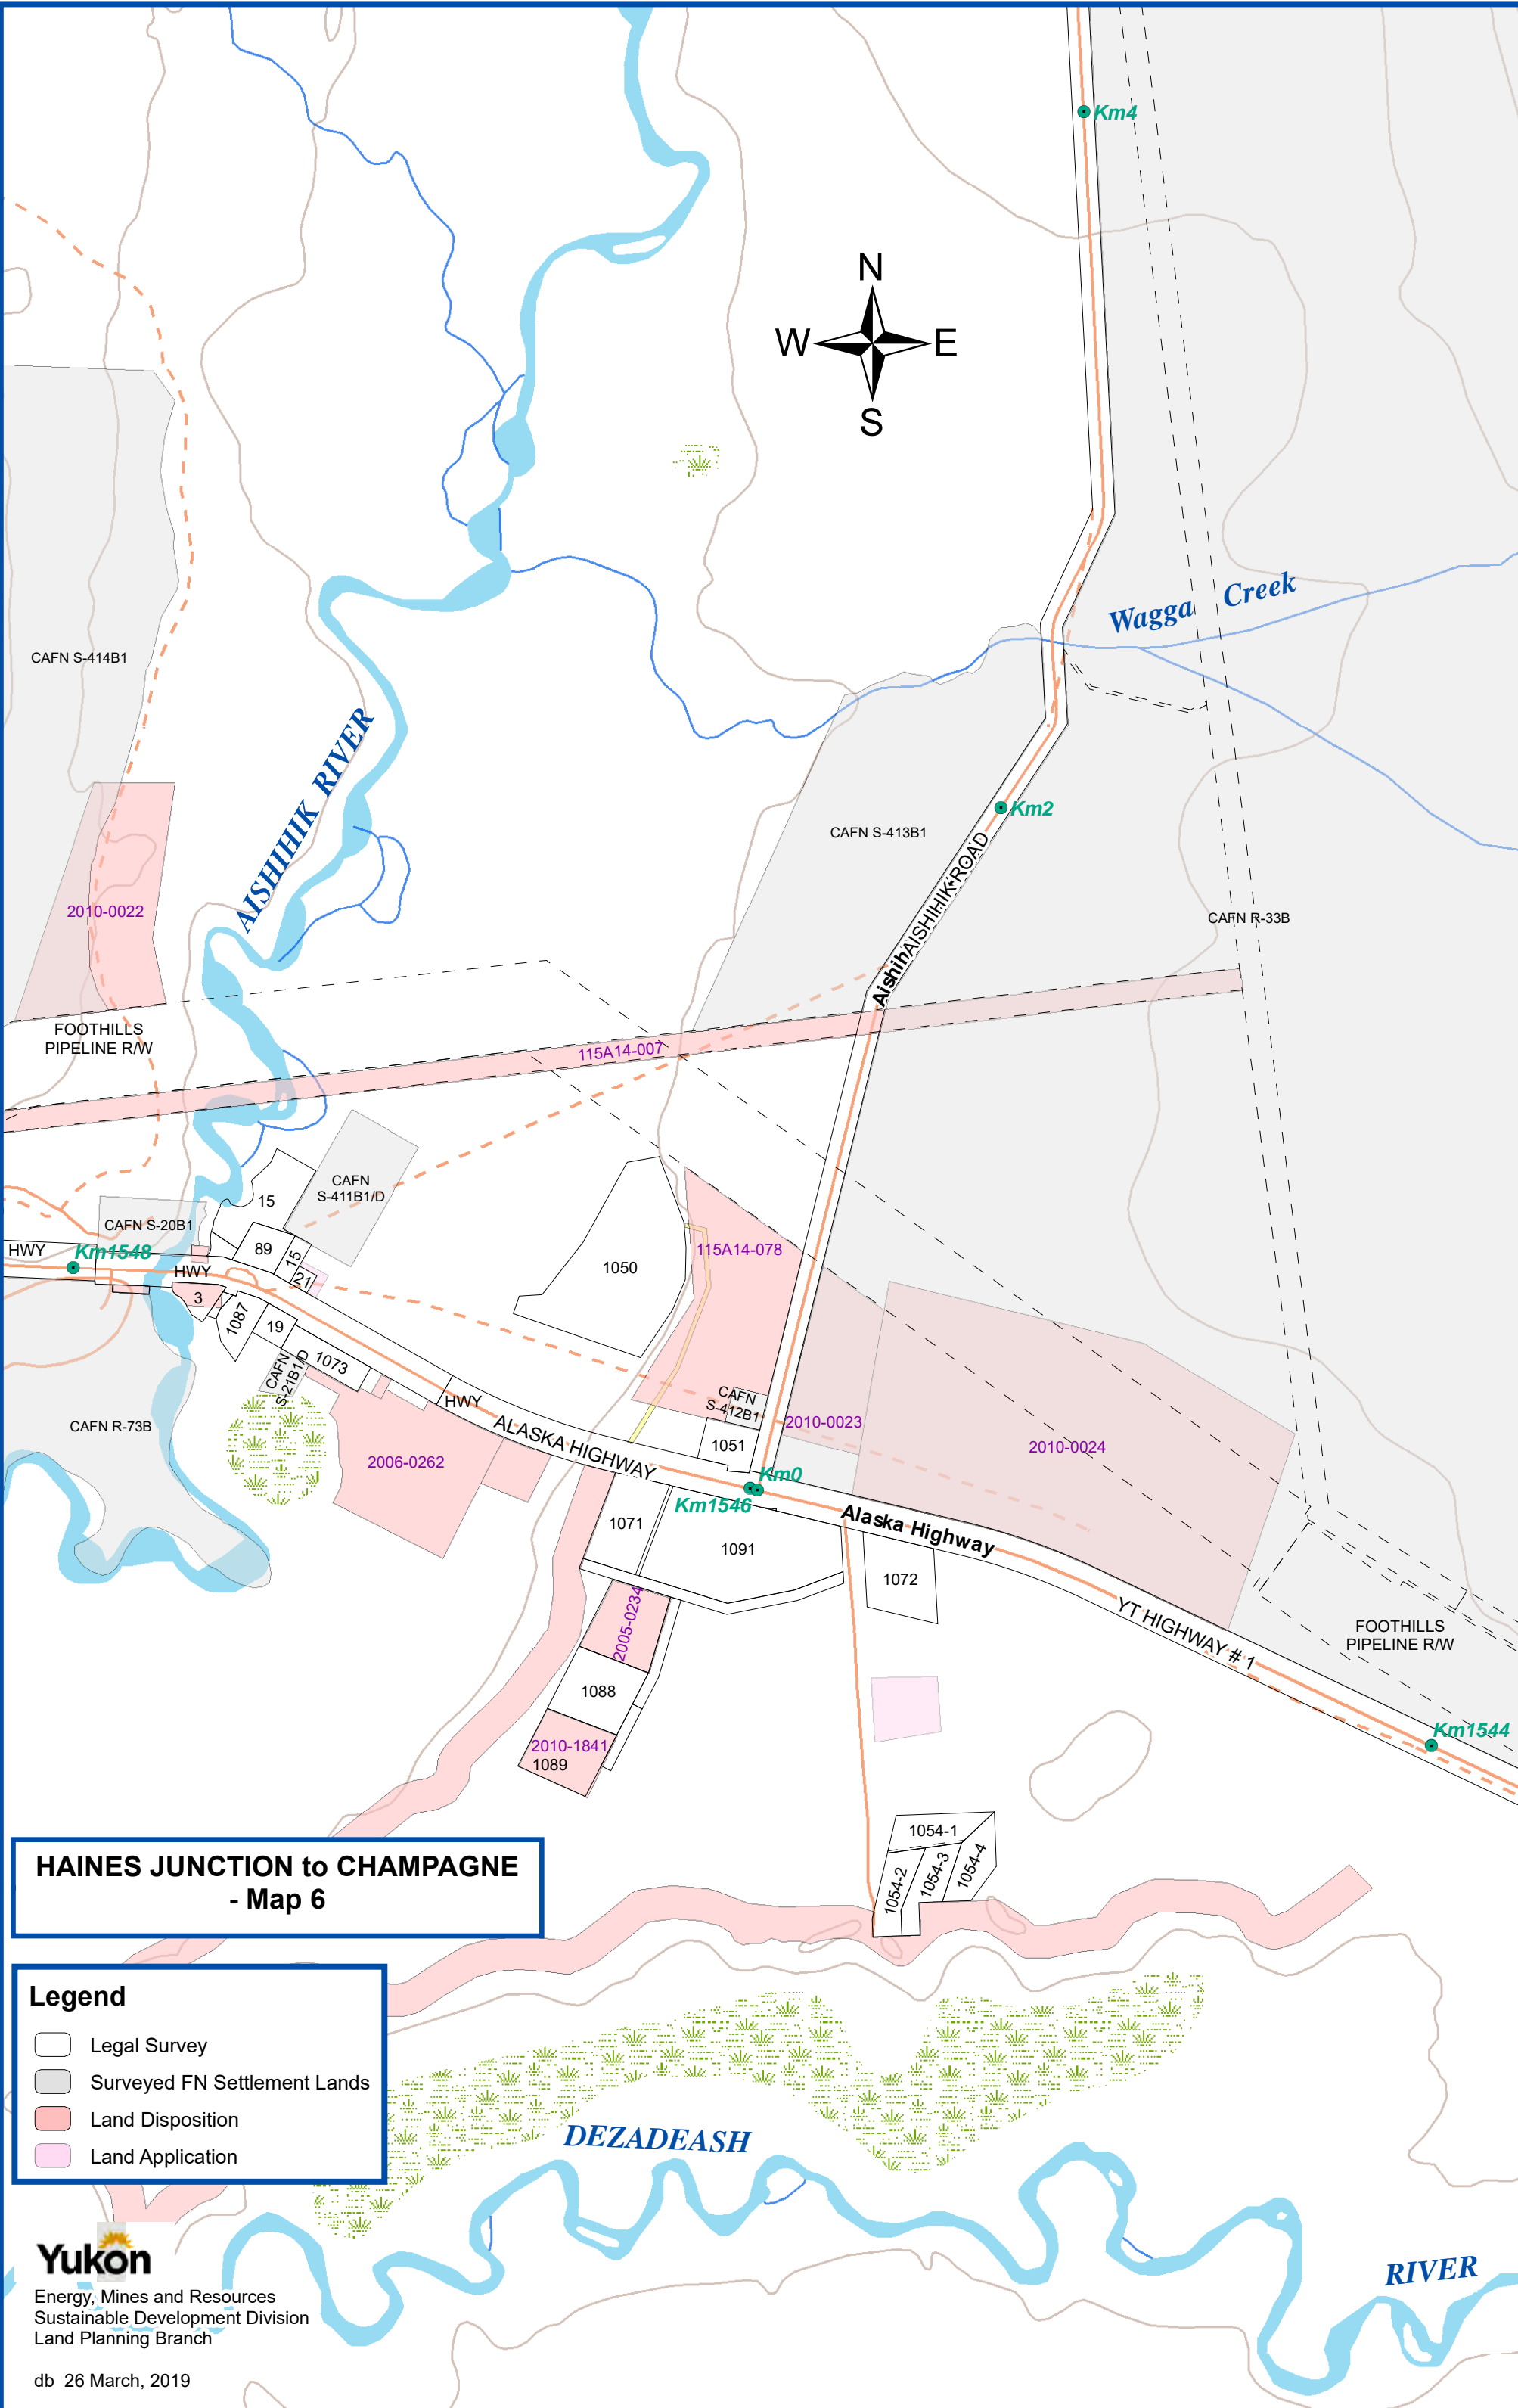 Km4
N
W E
S
Wagga Creek
CAFN S-414B1
AISHIHIK RIVER
Km2
CAFN S-413B1
AISHIHIK ROAD
CAFN R-33B
2010-0022
FOOTHILLS
PIPELINE R/W
115A14-007
CAFN
S-411B1/D
15
CAFN S-20B1
89
15
21
HWY
Km1548
HWY
3
1087
19
1073
CAFN
S-21B1/D
1050
115A14-078
CAFN
S-412B1
2010-0023
2010-0024
HWY
ALASKA HIGHWAY
1051
CAFN R-73B
2006-0262
Km0
Km1546
Alaska Highway
1071
1091
1072
2005-0234
YT HIGHWAY # 1
FOOTHILLS
PIPELINE R/W
1088
2010-1841
1089
Km1544
1054-1
1054-2
1054-3
1054-4
HAINES JUNCTION to CHAMPAGNE
- Map 6
Legend
Legal Survey
Surveyed FN Settlement Lands
Land Disposition
Land Application
DEZADEASH
RIVER
Yukon
Energy, Mines and Resources
Sustainable Development Division
Land Planning Branch
db 26 March, 2019